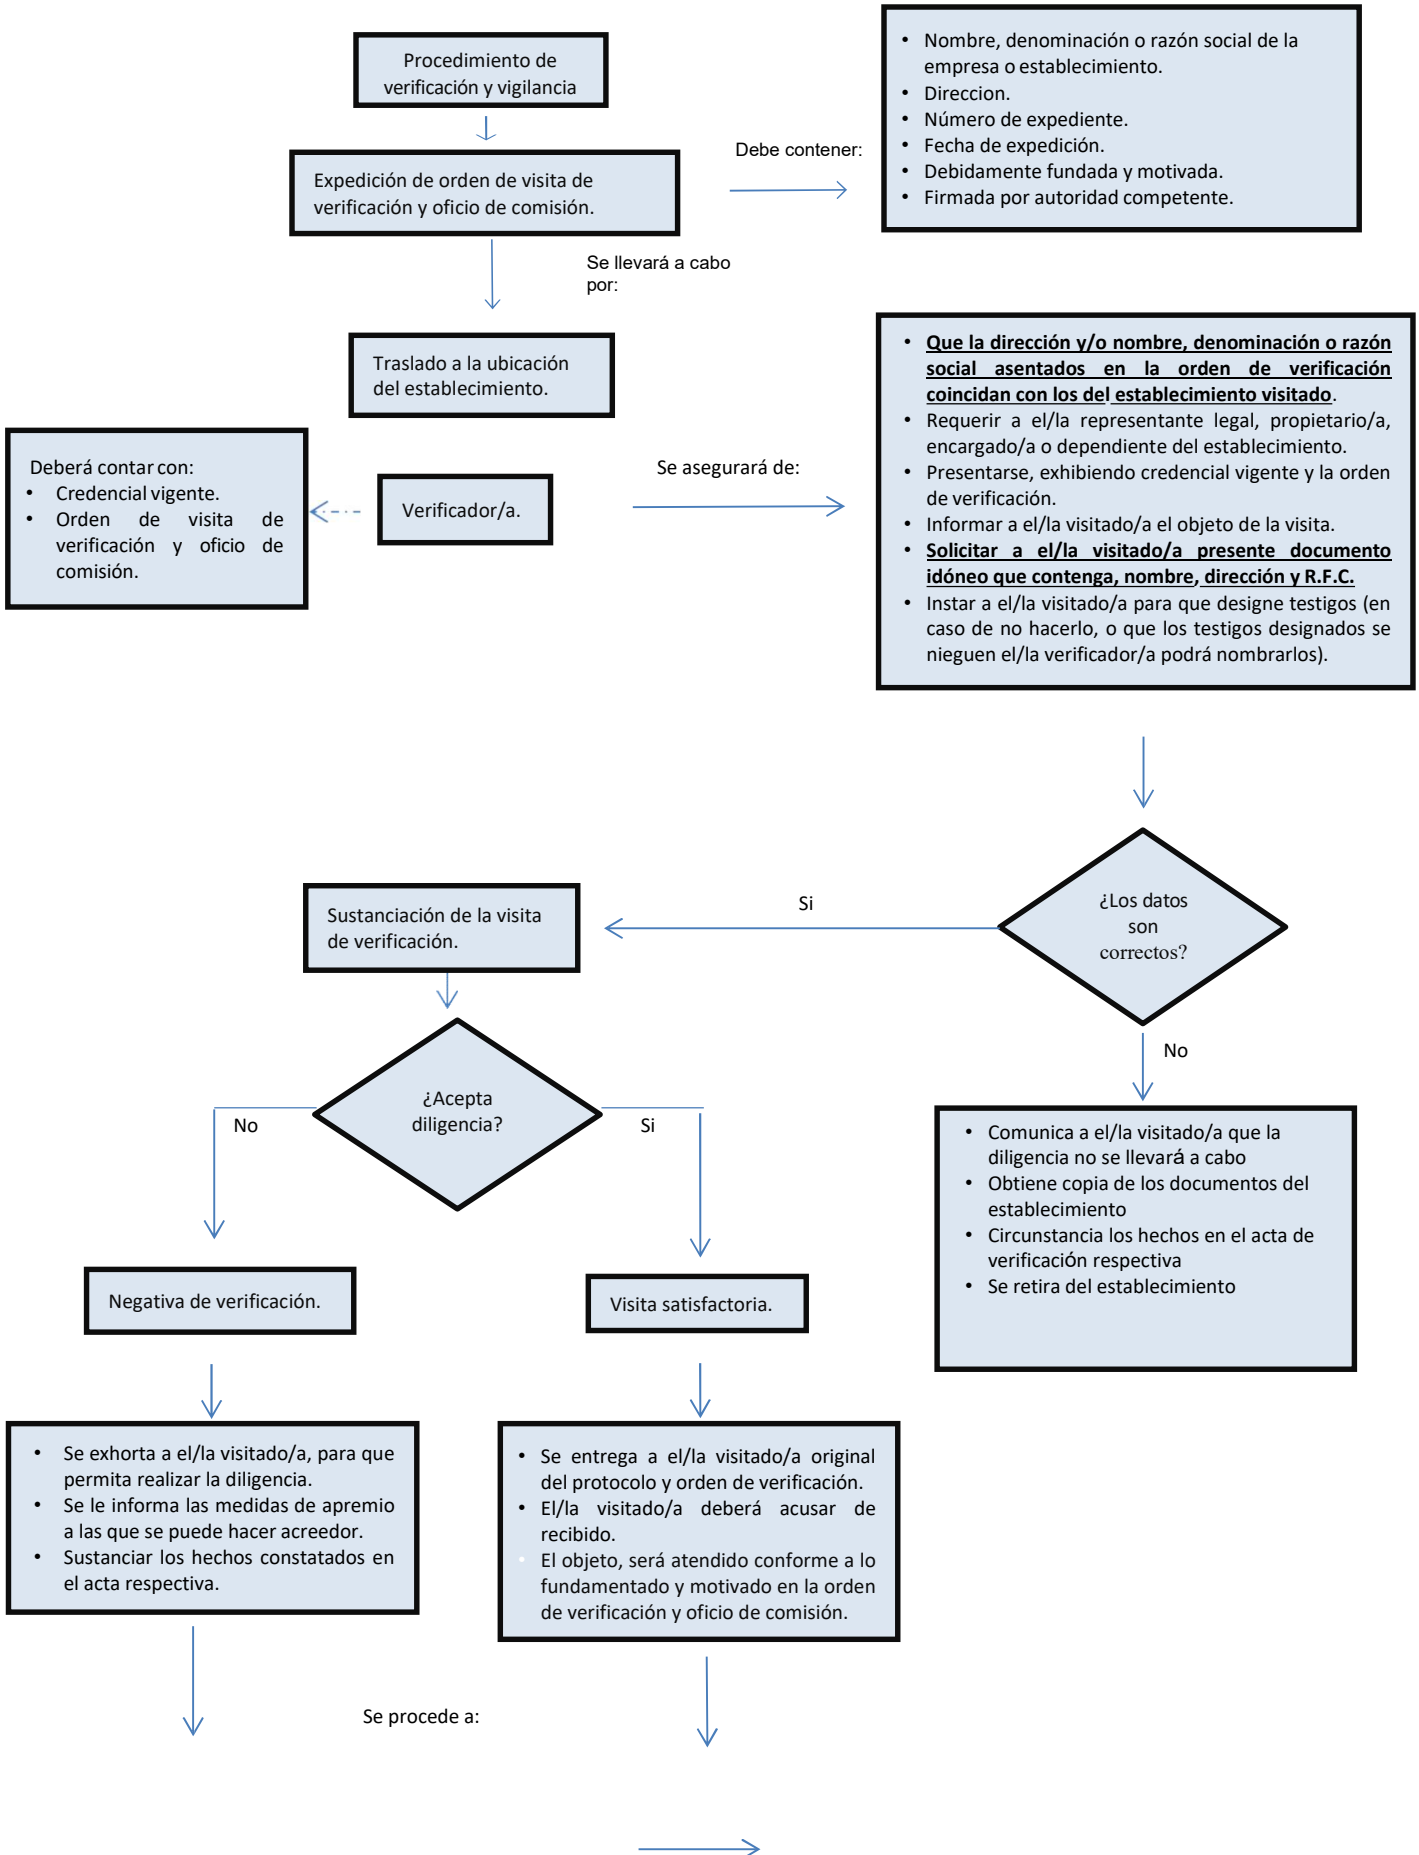 Procedimiento de
verificación y vigilancia
• Nombre, denominación o razón social de la
empresa o establecimiento.
• Direccion.
• Número de expediente.
• Fecha de expedición.
• Debidamente fundada y motivada.
• Firmada por autoridad competente.
Debe contener:
Expedición de orden de visita de
verificación y oficio de comisión.
Se llevará a cabo
por:
Traslado a la ubicación
del establecimiento.
Deberá contar con:
• Credencial vigente.
• Orden de visita de
verificación y oficio de
comisión.
Verificador/a.
Se asegurará de:
• Que la dirección y/o nombre, denominación o razón
social asentados en la orden de verificación
coincidan con los del establecimiento visitado.
• Requerir a el/la representante legal, propietario/a,
encargado/a o dependiente del establecimiento.
• Presentarse, exhibiendo credencial vigente y la orden
de verificación.
• Informar a el/la visitado/a el objeto de la visita.
• Solicitar a el/la visitado/a presente documento
idóneo que contenga, nombre, dirección y R.F.C.
• Instar a el/la visitado/a para que designe testigos (en
caso de no hacerlo, o que los testigos designados se
nieguen el/la verificador/a podrá nombrarlos).
¿Los datos
son
correctos?
Si
Sustanciación de la visita
de verificación.
No
¿Acepta
diligencia?
No
Si
• Comunica a el/la visitado/a que la
diligencia no se llevará a cabo
• Obtiene copia de los documentos del
establecimiento
• Circunstancia los hechos en el acta de
verificación respectiva
• Se retira del establecimiento
Negativa de verificación.
Visita satisfactoria.
• Se exhorta a el/la visitado/a, para que
permita realizar la diligencia.
• Se le informa las medidas de apremio
a las que se puede hacer acreedor.
• Sustanciar los hechos constatados en
el acta respectiva.
• Se entrega a el/la visitado/a original
del protocolo y orden de verificación.
• El/la visitado/a deberá acusar de
recibido.
• El objeto, será atendido conforme a lo
fundamentado y motivado en la orden
de verificación y oficio de comisión.
Se procede a: